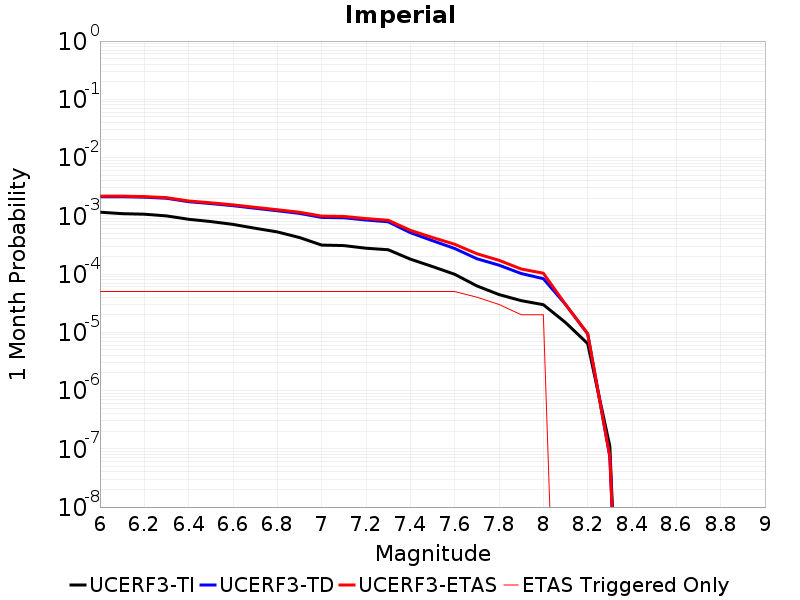 Imperial
1 Month Probability
10^0
10^-1
10^-2
10^-3
10^-4
10^-5
10^-6
10^-7
10^-8
6 6.2 6.4 6.6 6.8 7 7.2 7.4 7.6 7.8 8 8.2 8.4 8.6 8.8 9
Magnitude
UCERF3-TI UCERF3-TD UCERF3-ETAS ETAS Triggered Only